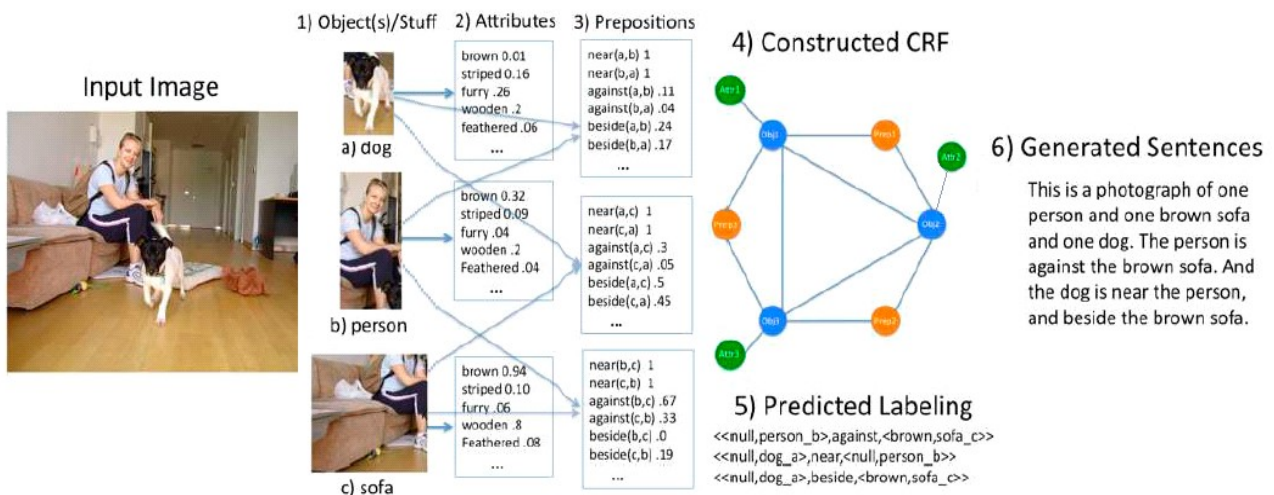 1) Object(s)/Stuff
2) Attributes
3) Prepositions
4) Constructed CRF
Input Image
a) dog
b) person
c) sofa
brown 0.01
striped 0.16
furry .26
wooden .2
feathered .06
...
brown 0.32
striped 0.09
furry .04
wooden .2
Feathered .04
...
brown 0.94
striped 0.10
furry .06
wooden .8
Feathered .08
...
near(a,b) 1
near(b,a) 1
against(a,b) .11
against(b,a) .04
beside(a,b) .24
beside(b,a) .17
...
near(a,c) 1
near(c,a) 1
against(a,c) .3
against(c,a) .05
beside(a,c) .5
beside(c,a) .45
...
near(b,c) 1
near(c,b) 1
against(b,c) .67
against(c,b) .33
beside(b,c) .0
beside(c,b) .19
...
Attr1
Obj1
Prep1
Attr2
Obj2
Prep3
Obj3
Prep2
Attr3
5) Predicted Labeling
<<null,person_b>,against,<brown,sofa_c>>
<<null,dog_a>,near,<null,person_b>>
<<null,dog_a>,beside,<brown,sofa_c>>
6) Generated Sentences
This is a photograph of one
person and one brown sofa
and one dog. The person is
against the brown sofa. And
the dog is near the person,
and beside the brown sofa.